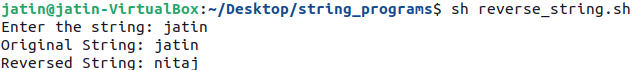 jatin@jatin-VirtualBox:~/Desktop/string_programs$ sh reverse_string.sh
Enter the string: jatin
Original String: jatin
Reversed String: nitaj